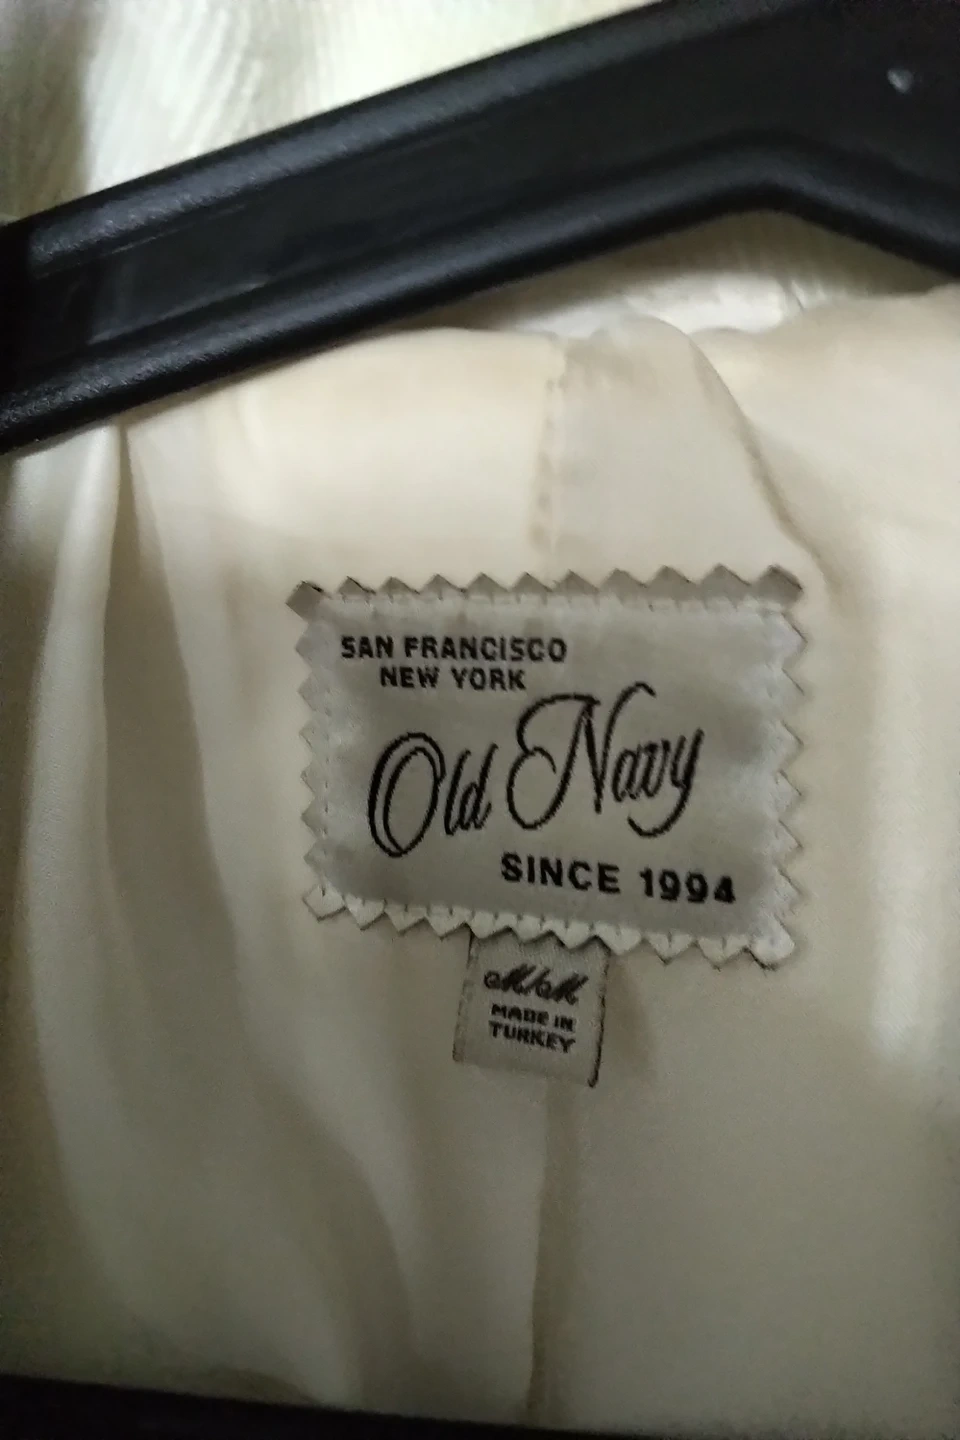 SAN FRANCISCO
NEW YORK
Old Navy
SINCE 1994
M/M
MADE IN
TURKEY